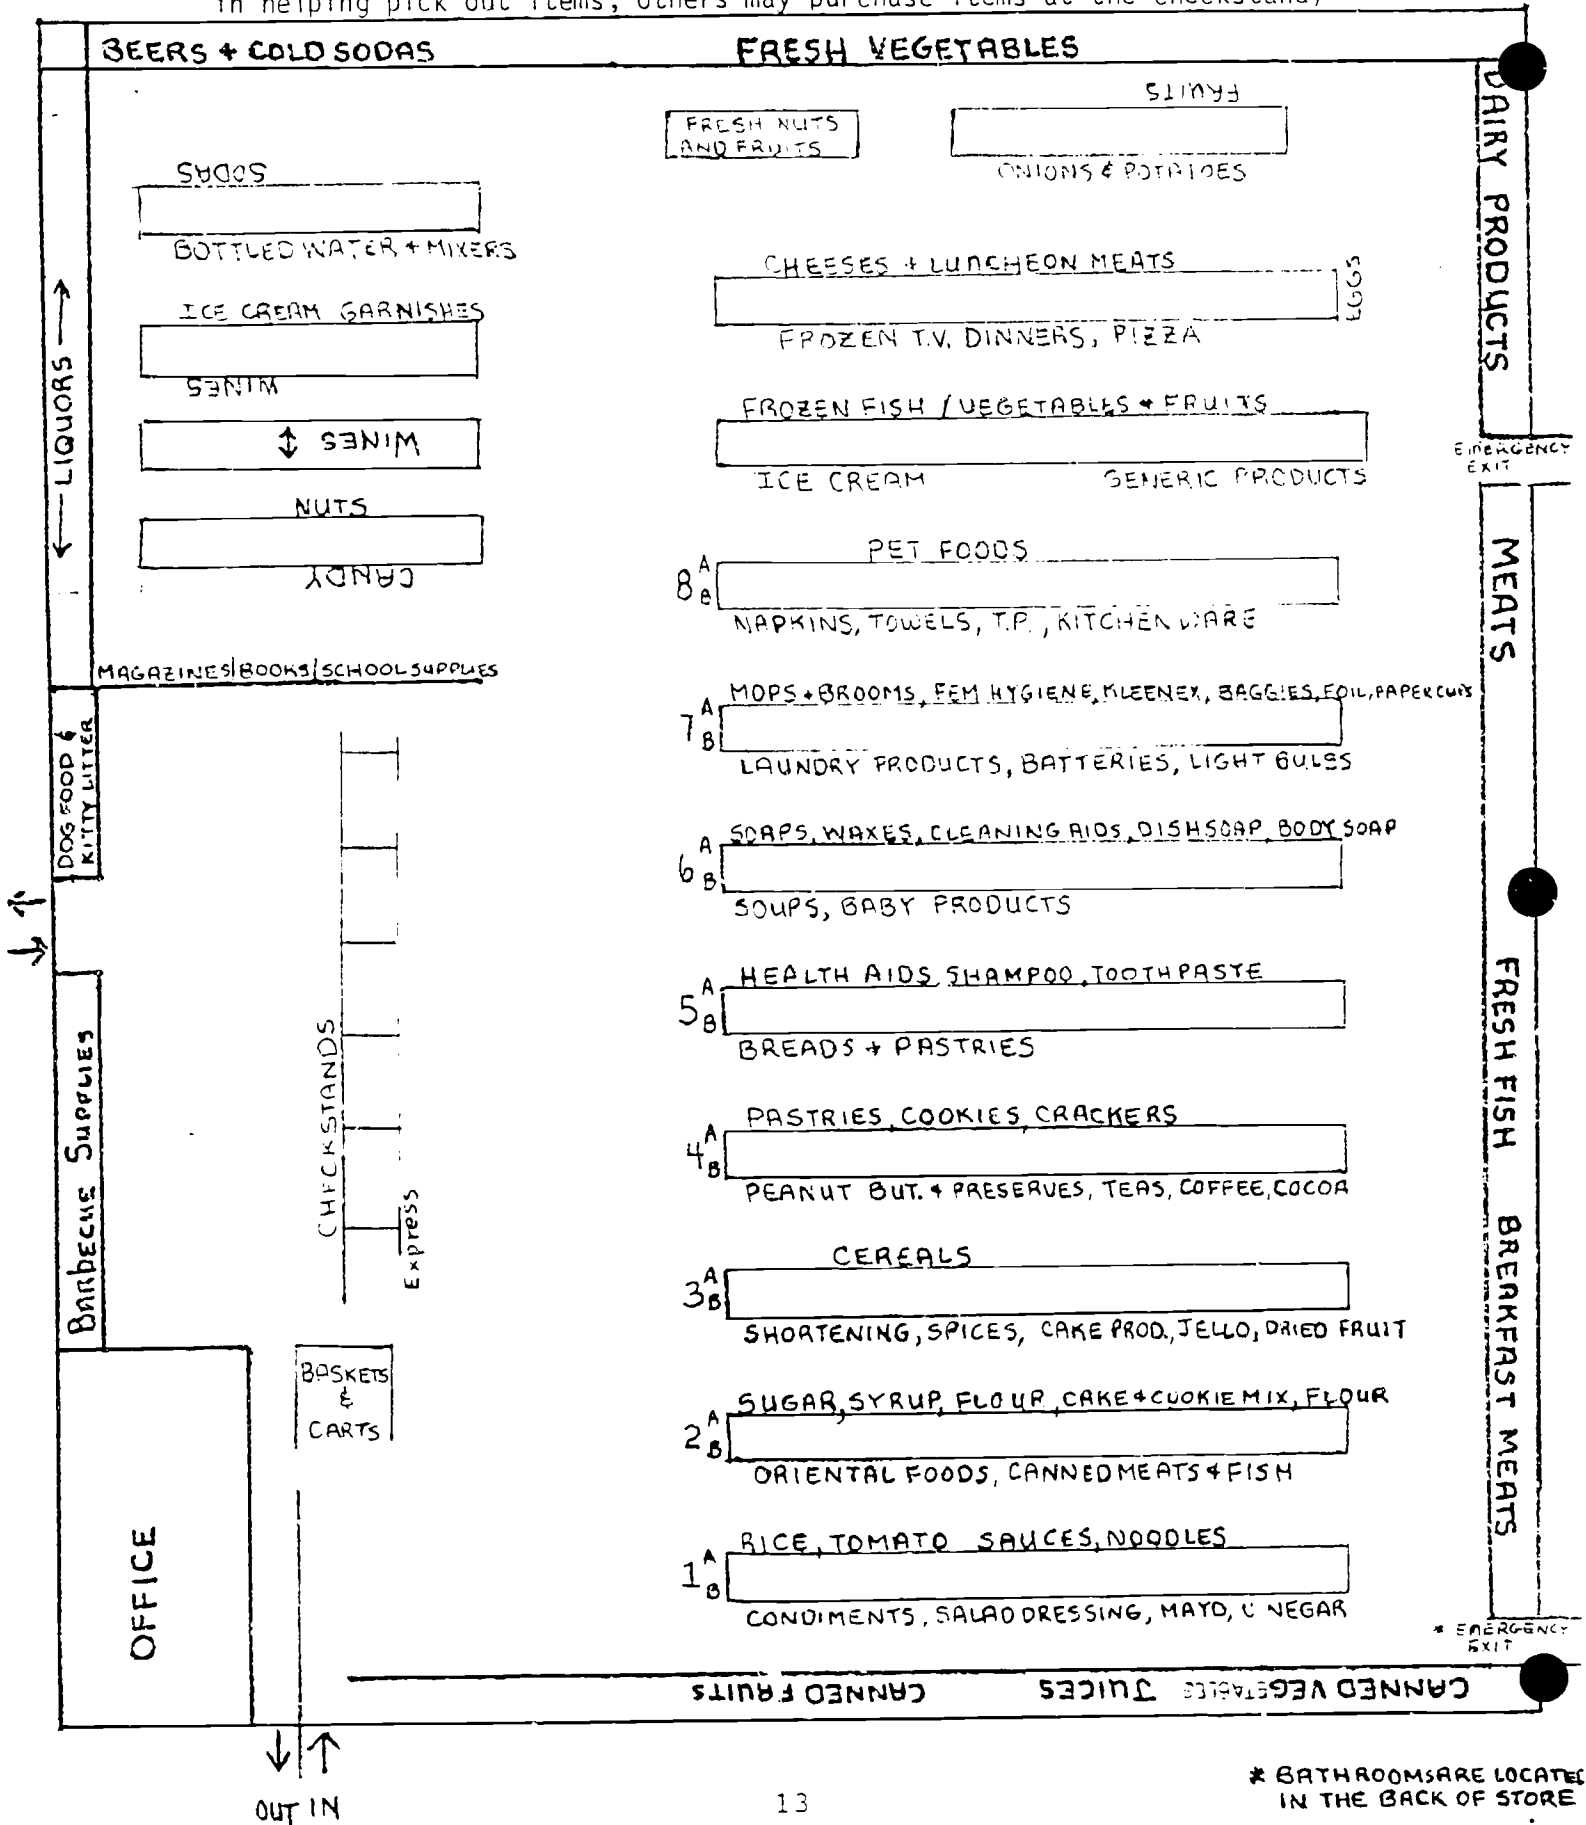 in helping pick out items, others may purchase items at the checkstand)
BEERS + COLD SODAS
FRESH VEGETABLES
FRUITS
FRESH NUTS
AND FRUITS
ONIONS & POTATOES
DAIRY PRODUCTS
SODAS
BOTTLED WATER + MIXERS
CHEESES + LUNCHEON MEATS
EGGS
FROZEN T.V. DINNERS, PIZZA
ICE CREAM GARNISHES
WINES
← LIQUORS →
FROZEN FISH / VEGETABLES + FRUITS
WINES ↕
ICE CREAM
GENERIC PRODUCTS
EMERGENCY
EXIT
NUTS
CANDY
PET FOODS
8 A
B
NAPKINS, TOWELS, T.P., KITCHEN WARE
MEATS
MAGAZINES|BOOKS|SCHOOL SUPPLIES
MOPS + BROOMS, FEM HYGIENE, KLEENEX, BAGGIES, FOIL, PAPER CUPS
7 A
B
LAUNDRY PRODUCTS, BATTERIES, LIGHT BULBS
DOG FOOD &
KITTY LITTER
SOAPS, WAXES, CLEANING AIDS, DISHSOAP, BODY SOAP
6 A
B
SOUPS, BABY PRODUCTS
HEALTH AIDS, SHAMPOO, TOOTHPASTE
5 A
B
BREADS + PASTRIES
FRESH FISH
BARBECUE SUPPLIES
CHECKSTANDS
Express
PASTRIES, COOKIES, CRACKERS
4 A
B
PEANUT BUT. + PRESERVES, TEAS, COFFEE, COCOA
CEREALS
3 A
B
SHORTENING, SPICES, CAKE PROD., JELLO, DRIED FRUIT
BREAKFAST MEATS
BASKETS
&
CARTS
SUGAR, SYRUP, FLOUR, CAKE + COOKIE MIX, FLOUR
2 A
B
ORIENTAL FOODS, CANNED MEATS + FISH
OFFICE
RICE, TOMATO SAUCES, NOODLES
1 A
B
CONDIMENTS, SALAD DRESSING, MAYO, VINEGAR
* EMERGENCY
EXIT
CANNED VEGETABLES JUICES CANNED FRUITS
OUT IN
13
* BATHROOMS ARE LOCATED
IN THE BACK OF STORE